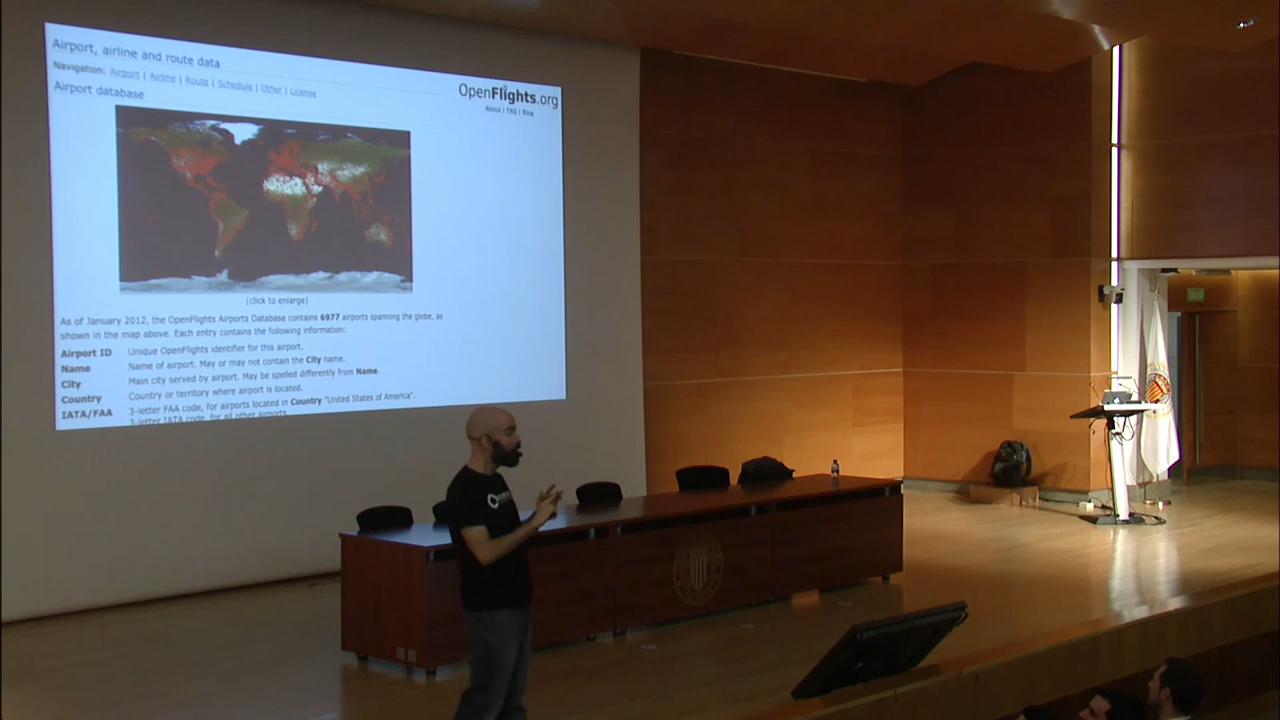 Airport, airline and route data
Navigation: Airport | Airline | Route | Schedule | Other | License
OpenFlights.org
About | FAQ | Blog
Airport database
(click to enlarge)
As of January 2012, the OpenFlights Airports Database contains 6977 airports spanning the globe, as
shown in the map above. Each entry contains the following information:
Airport ID Unique OpenFlights identifier for this airport.
Name Name of airport. May or may not contain the City name.
City Main city served by airport. May be spelled differently from Name.
Country Country or territory where airport is located.
IATA/FAA 3-letter FAA code, for airports located in Country "United States of America".
3-letter IATA code, for all other airports.